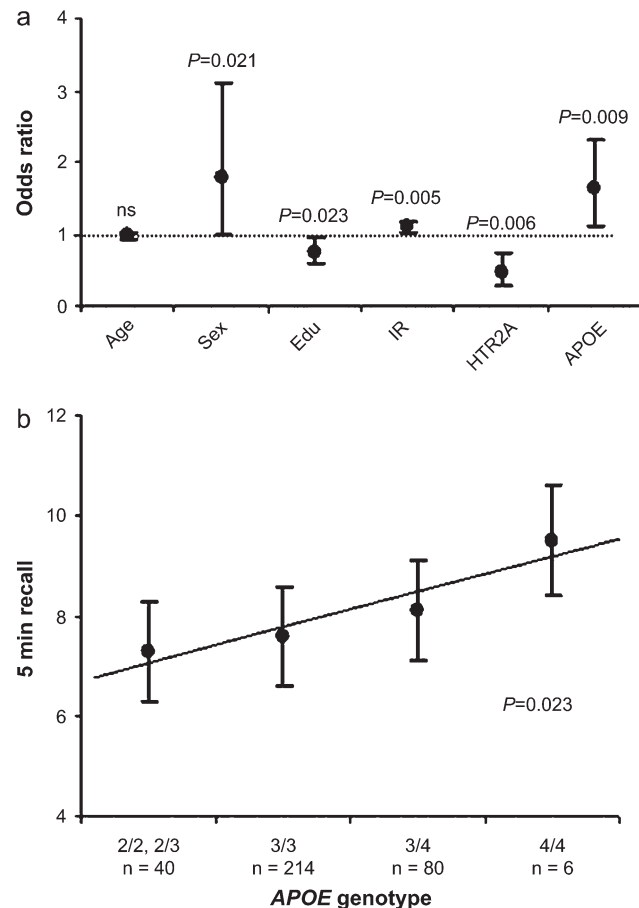 a
4
P=0.021
3
P=0.009
Odds ratio
2
ns
P=0.023
P=0.005
P=0.006
1
0
Age
Sex
Edu
IR
HTR2A
APOE
b
12
10
5 min recall
8
6
P=0.023
4
2/2, 2/3
3/3
3/4
4/4
n = 40
n = 214
n = 80
n = 6
APOE genotype